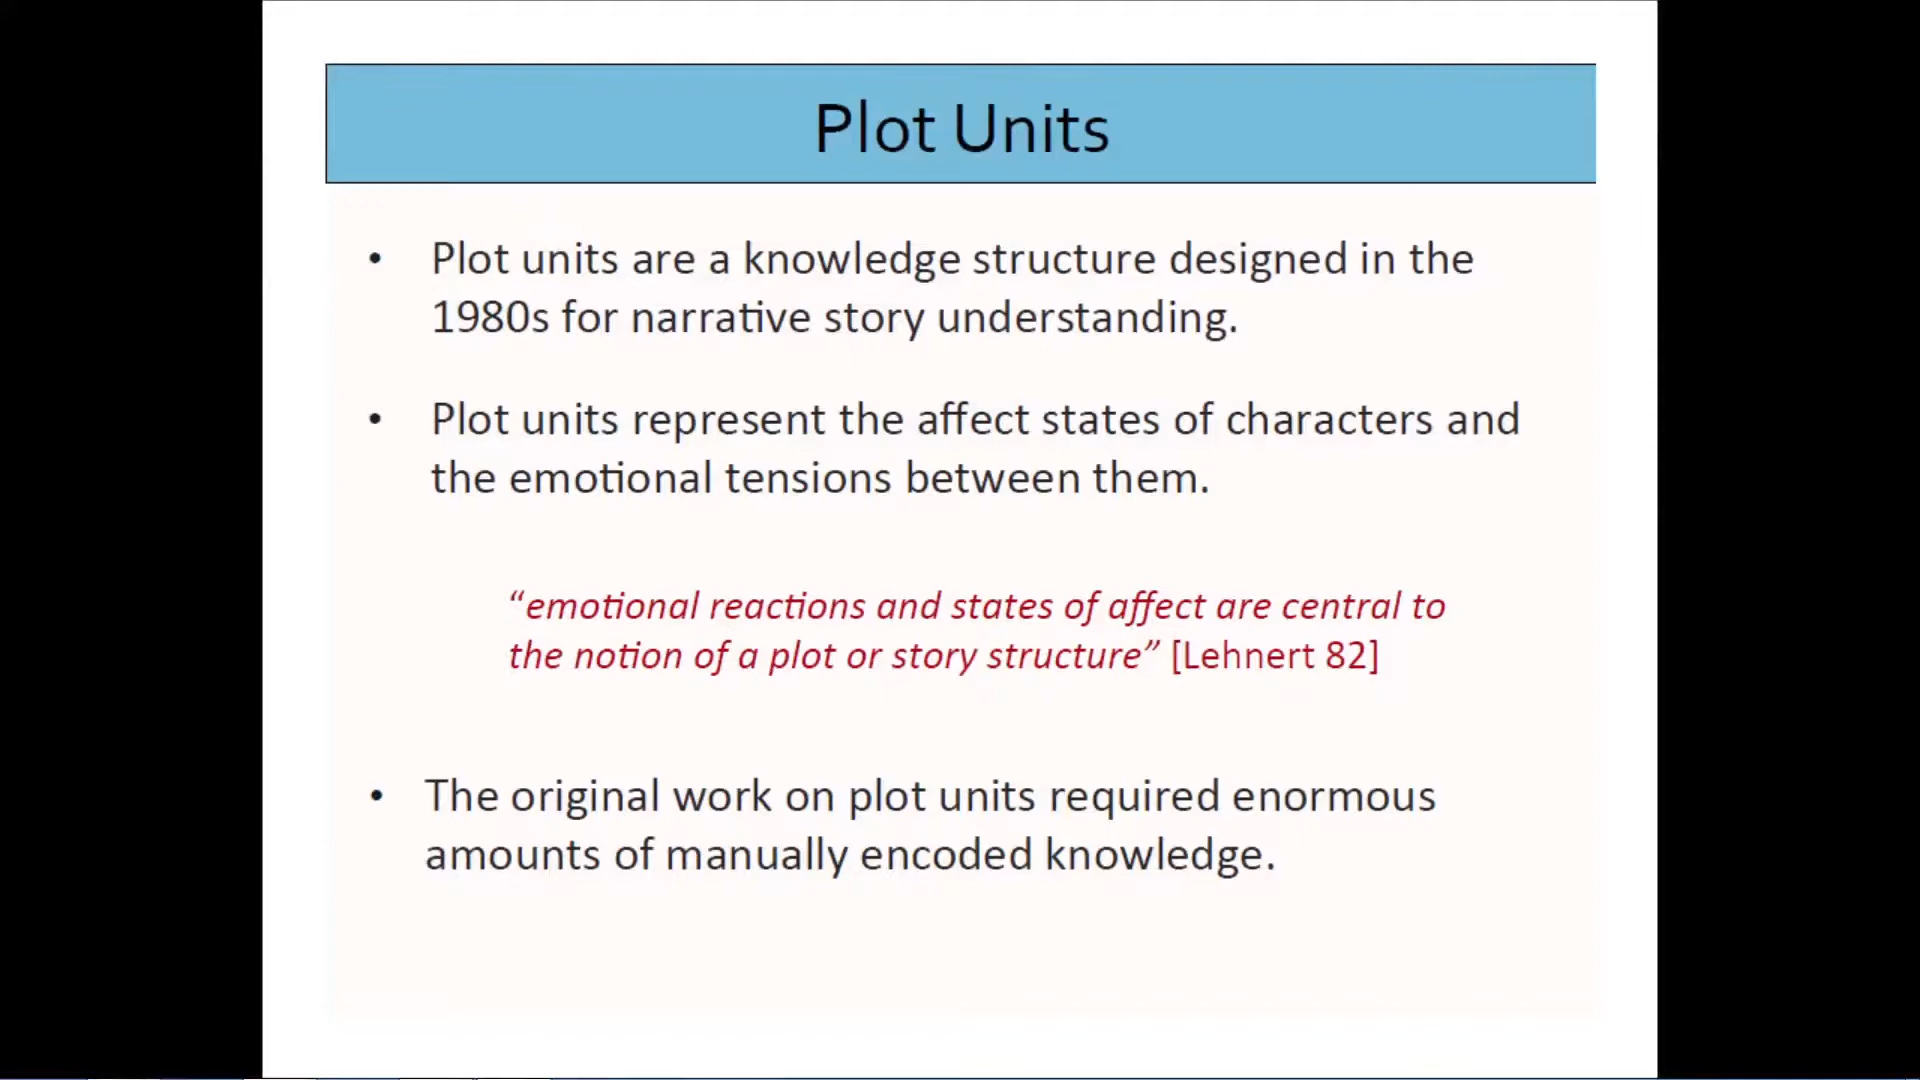 Plot Units
• Plot units are a knowledge structure designed in the
1980s for narrative story understanding.
• Plot units represent the affect states of characters and
the emotional tensions between them.
“emotional reactions and states of affect are central to
the notion of a plot or story structure” [Lehnert 82]
• The original work on plot units required enormous
amounts of manually encoded knowledge.